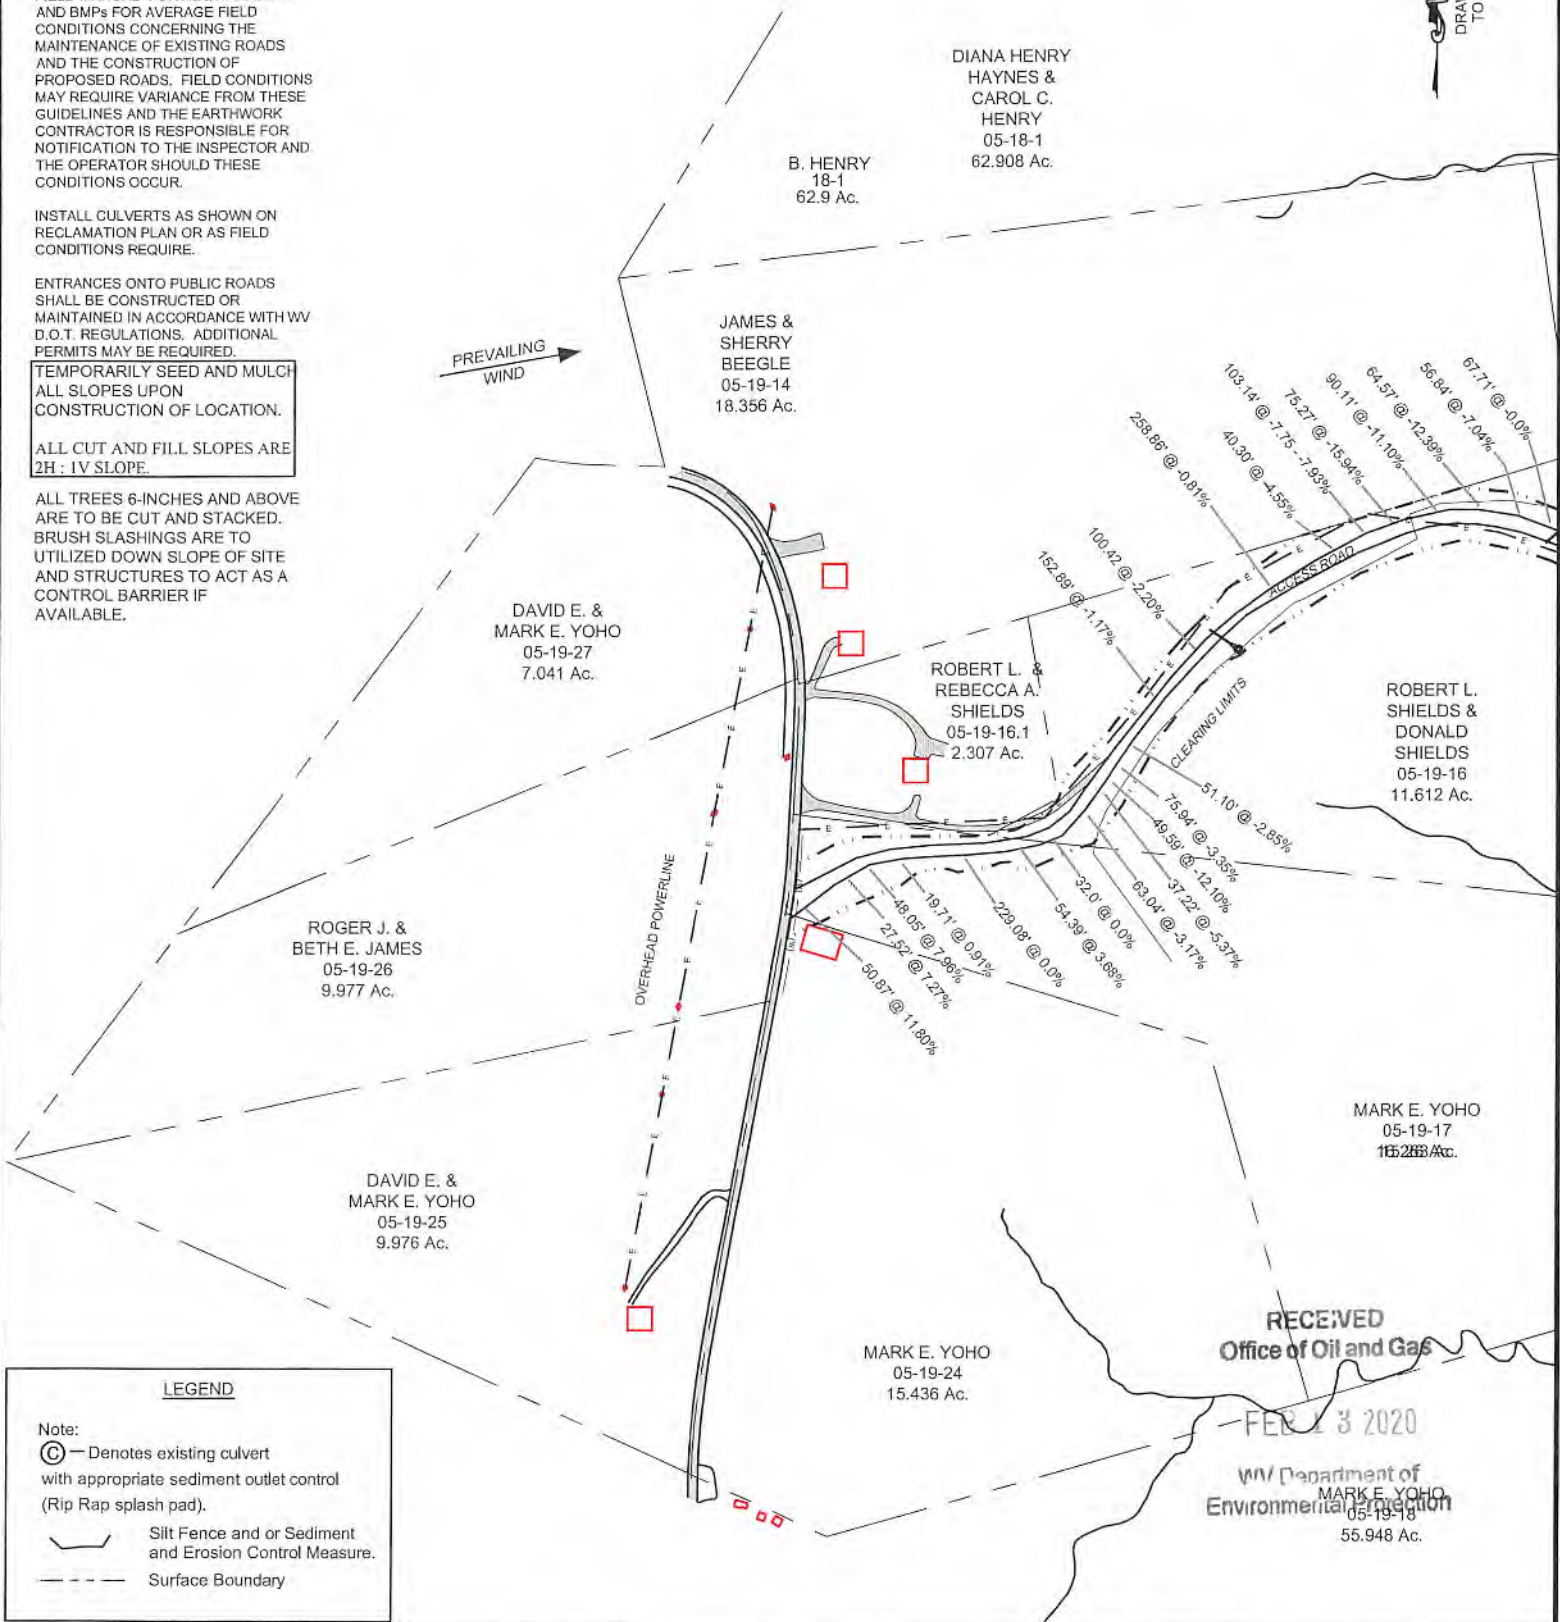 AND BMPs FOR AVERAGE FIELD
CONDITIONS CONCERNING THE
MAINTENANCE OF EXISTING ROADS
AND THE CONSTRUCTION OF
PROPOSED ROADS. FIELD CONDITIONS
MAY REQUIRE VARIANCE FROM THESE
GUIDELINES AND THE EARTHWORK
CONTRACTOR IS RESPONSIBLE FOR
NOTIFICATION TO THE INSPECTOR AND
THE OPERATOR SHOULD THESE
CONDITIONS OCCUR.
INSTALL CULVERTS AS SHOWN ON
RECLAMATION PLAN OR AS FIELD
CONDITIONS REQUIRE.
ENTRANCES ONTO PUBLIC ROADS
SHALL BE CONSTRUCTED OR
MAINTAINED IN ACCORDANCE WITH WV
D.O.T. REGULATIONS. ADDITIONAL
PERMITS MAY BE REQUIRED.
TEMPORARILY SEED AND MULCH
ALL SLOPES UPON
CONSTRUCTION OF LOCATION.
ALL CUT AND FILL SLOPES ARE
2H : 1V SLOPE.
ALL TREES 6-INCHES AND ABOVE
ARE TO BE CUT AND STACKED.
BRUSH SLASHINGS ARE TO
UTILIZED DOWN SLOPE OF SITE
AND STRUCTURES TO ACT AS A
CONTROL BARRIER IF
AVAILABLE.
DIANA HENRY
HAYNES &
CAROL C.
HENRY
05-18-1
62.908 Ac.
B. HENRY
18-1
62.9 Ac.
TO
PREVAILING
WIND
JAMES &
SHERRY
BEEGLE
05-19-14
18.356 Ac.
67.71' @ -0.0%
56.84' @ -7.04%
64.57' @ -12.39%
90.11' @ -11.10%
75.27' @ -15.94%
103.14' @ -7.75 - -7.93%
40.30' @ -4.55%
258.86' @ -0.81%
100.42 @ -2.20%
152.89' @ -1.17%
ACCESS ROAD
CLEARING LIMITS
DAVID E. &
MARK E. YOHO
05-19-27
7.041 Ac.
ROBERT L. &
REBECCA A.
SHIELDS
05-19-16.1
2.307 Ac.
ROBERT L.
SHIELDS &
DONALD
SHIELDS
05-19-16
11.612 Ac.
51.10' @ -2.85%
75.94' @ -3.35%
49.59' @ -12.10%
37.22' @ -5.37%
63.04' @ -3.17%
32.0' @ 0.0%
54.39' @ 3.68%
229.08' @ 0.0%
19.71' @ 0.91%
48.05' @ 7.96%
27.52' @ 7.27%
50.87' @ 11.80%
OVERHEAD POWERLINE
ROGER J. &
BETH E. JAMES
05-19-26
9.977 Ac.
DAVID E. &
MARK E. YOHO
05-19-25
9.976 Ac.
MARK E. YOHO
05-19-17
Ac.
MARK E. YOHO
05-19-24
15.436 Ac.
RECEIVED
Office of Oil and Gas
FEB 13 2020
WV Department of
Environmental Protection
MARK E. YOHO
05-19-18
55.948 Ac.
LEGEND
Note:
C — Denotes existing culvert
with appropriate sediment outlet control
(Rip Rap splash pad).
Silt Fence and or Sediment
and Erosion Control Measure.
Surface Boundary